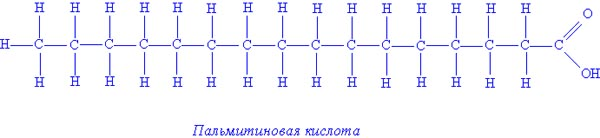 H H H H H H H H H H H H H H H O
H-C-C-C-C-C-C-C-C-C-C-C-C-C-C-C-C
H H H H H H H H H H H H H H H OH
Пальмитиновая кислота